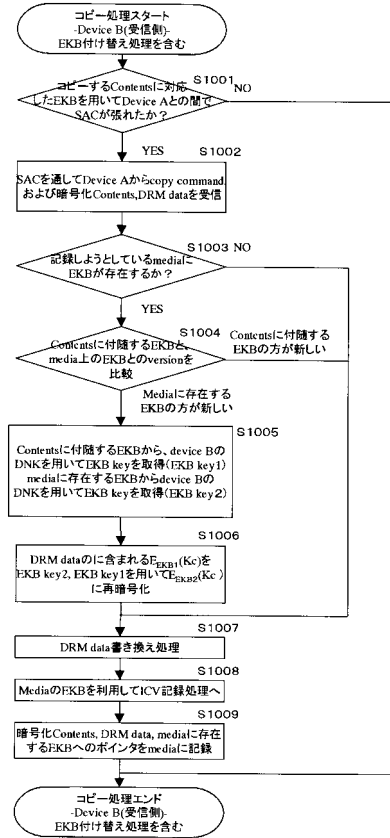 コピー処理スタート
-Device B(受信側)-
EKB付け替え処理を含む
S1001
NO
コピーするContentsに対応
したEKBを用いてDevice Aとの間で
SACが張れたか？
YES
S1002
SACを通してDevice Aからcopy command,
および暗号化Contents,DRM dataを受信
S1003 NO
記録しようとしているmediaに
EKBが存在するか？
YES
S1004
Contentsに付随するEKBと、
media上のEKBとのversionを
比較
Contentsに付随する
EKBの方が新しい
Mediaに存在する
EKBの方が新しい
S1005
Contentsに付随するEKBから、device Bの
DNKを用いてEKB keyを取得(EKB key1)
mediaに存在するEKBからdevice Bの
DNKを用いてEKB keyを取得(EKB key2)
S1006
DRM dataのに含まれるE_EKB1(Kc)を
EKB key2, EKB key1を用いてE_EKB2(Kc )
に再暗号化
S1007
DRM data書き換え処理
S1008
MediaのEKBを利用してICV記録処理へ
S1009
暗号化Contents, DRM data, mediaに存在
するEKBへのポインタをmediaに記録
コピー処理エンド
-Device B(受信側)
EKB付け替え処理を含む